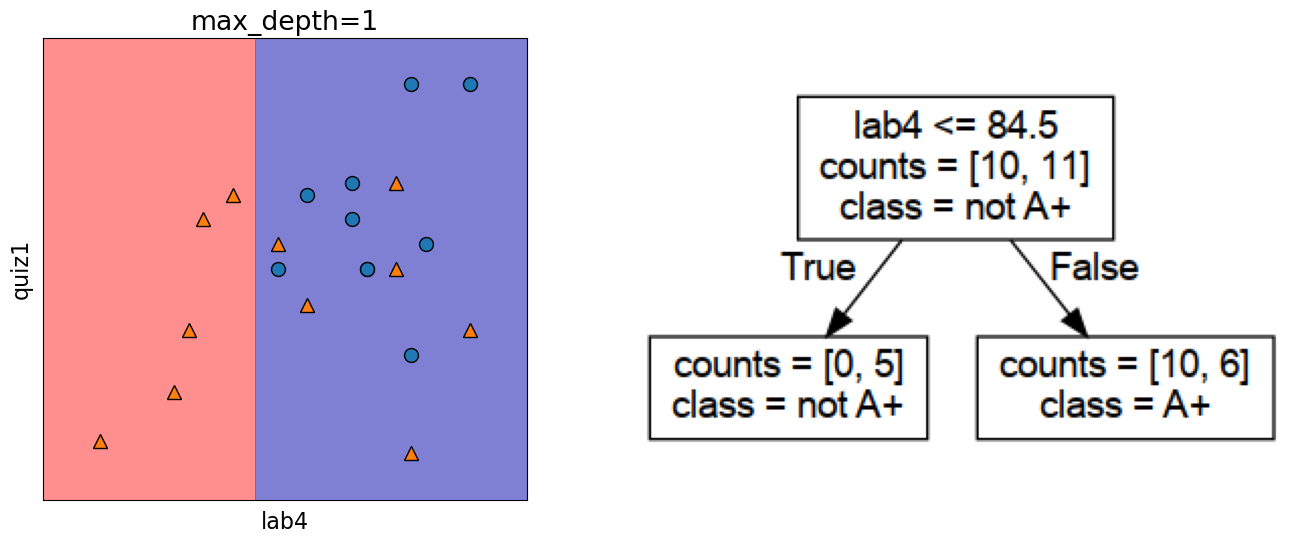 max_depth=1
quiz1
lab4
lab4 <= 84.5
counts = [10, 11]
class = not A+
True
False
counts = [0, 5]
class = not A+
counts = [10, 6]
class = A+